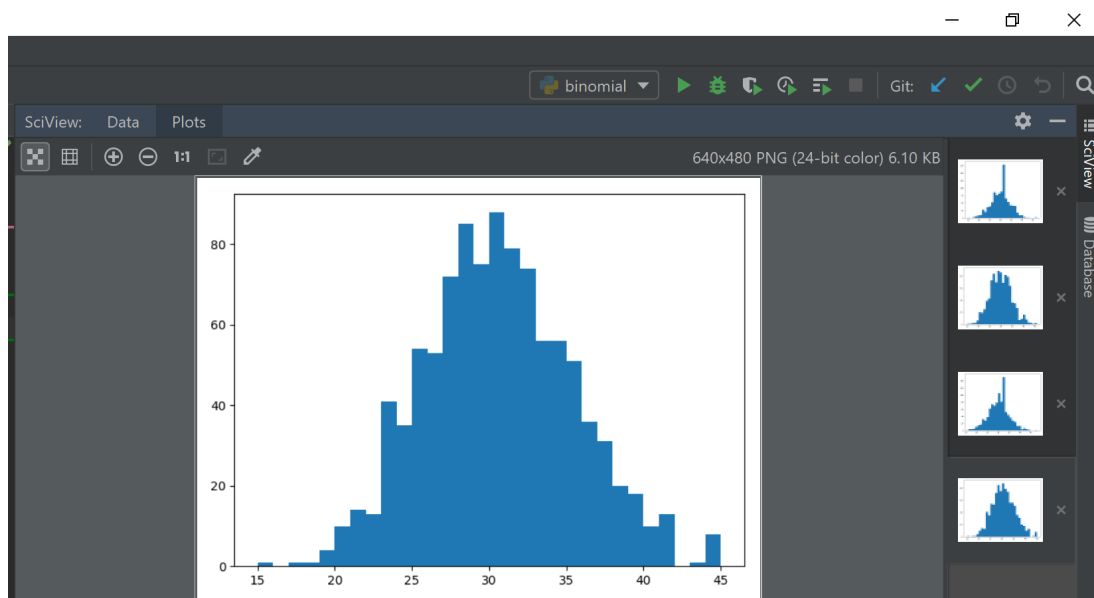 binomial
Git:
SciView: Data Plots
1:1
640x480 PNG (24-bit color) 6.10 KB
SciView
Database
80
60
40
20
0
15 20 25 30 35 40 45